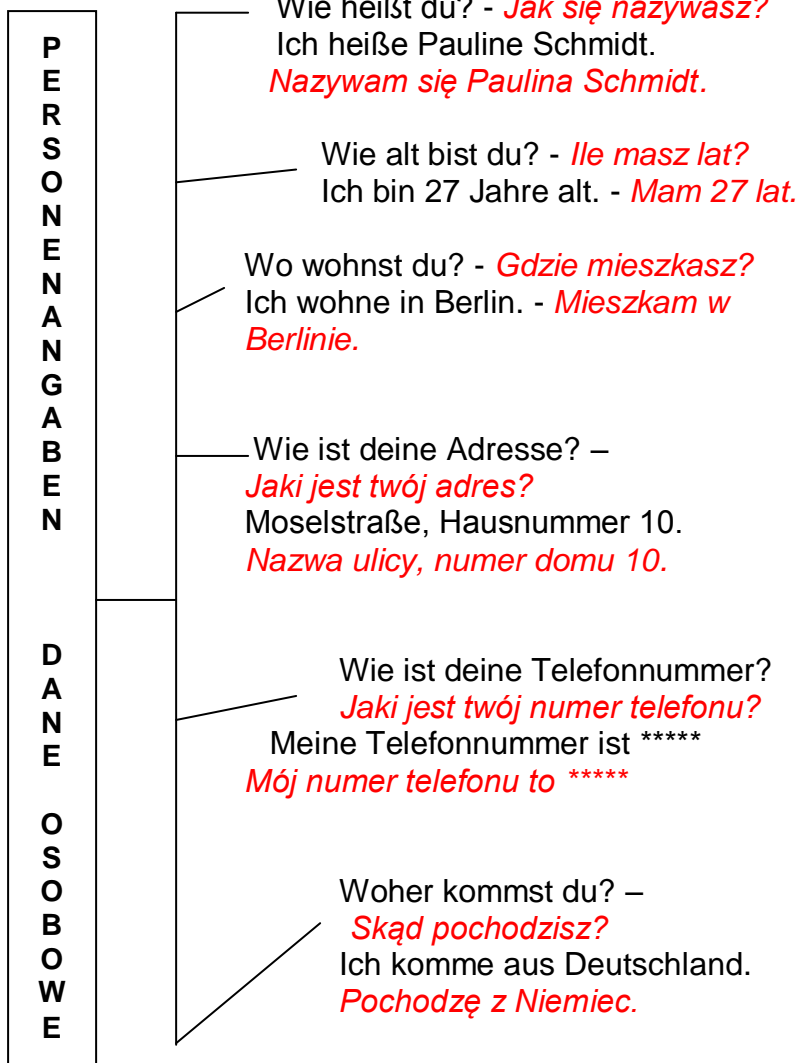 PERSONENANGABEN
DANE OSOBOWE
Wie heißt du? - Jak się nazywasz?
Ich heiße Pauline Schmidt.
Nazywam się Paulina Schmidt.
Wie alt bist du? - Ile masz lat?
Ich bin 27 Jahre alt. - Mam 27 lat.
Wo wohnst du? - Gdzie mieszkasz?
Ich wohne in Berlin. - Mieszkam w
Berlinie.
Wie ist deine Adresse? –
Jaki jest twój adres?
Moselstraße, Hausnummer 10.
Nazwa ulicy, numer domu 10.
Wie ist deine Telefonnummer?
Jaki jest twój numer telefonu?
Meine Telefonnummer ist *****
Mój numer telefonu to *****
Woher kommst du? –
Skąd pochodzisz?
Ich komme aus Deutschland.
Pochodzę z Niemiec.